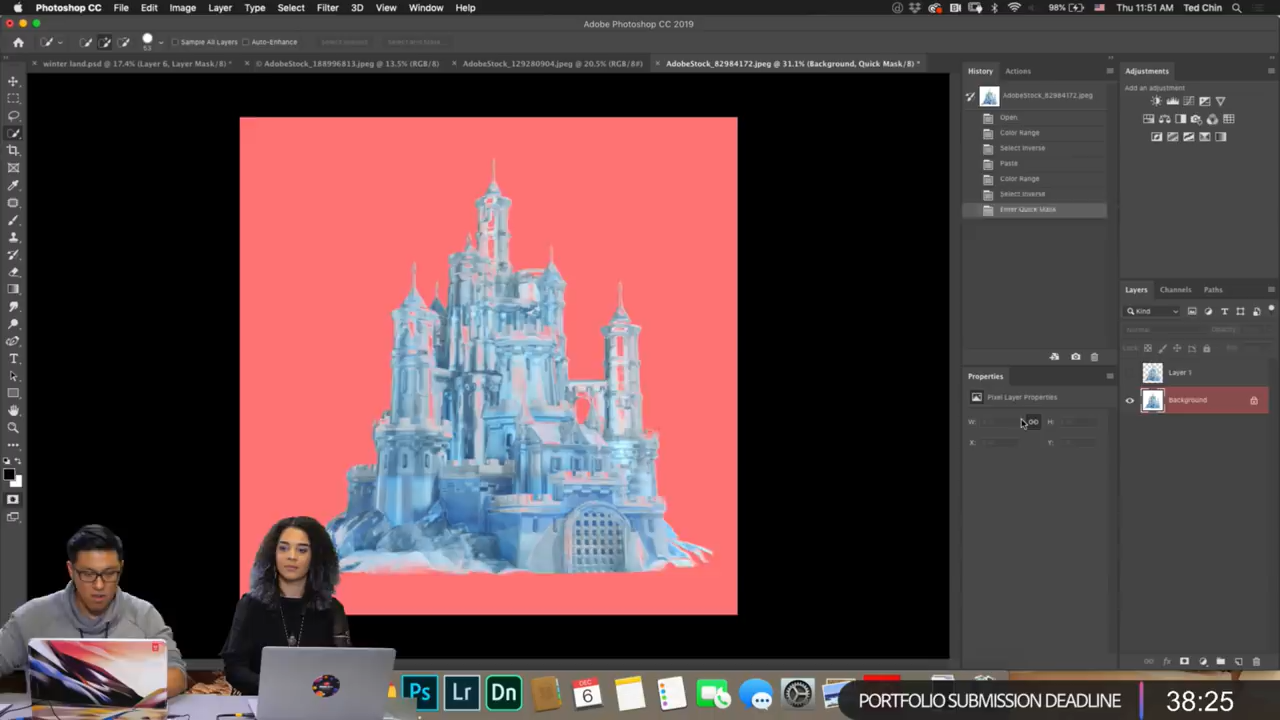 Photoshop CC File Edit Image Layer Type Select Filter 3D View Window Help
98% Thu 11:51 AM Ted Chin
Adobe Photoshop CC 2019
Sample All Layers Auto-Enhance
winter land.psd @ 17.4% (Layer 6, Layer Mask/8) *
© AdobeStock_188996813.jpeg @ 13.5% (RGB/8)
AdobeStock_129280904.jpeg @ 20.5% (RGB/8#)
AdobeStock_82984172.jpeg @ 31.1% (Background, Quick Mask/8) *
History Actions
AdobeStock_82984172.jpeg
Open
Color Range
Select Inverse
Paste
Color Range
Select Inverse
Enter Quick Mask
Properties
Pixel Layer Properties
W: H:
X: Y:
Adjustments
Add an adjustment
Layers Channels Paths
Kind
Normal Opacity:
Lock: Fill:
Layer 1
Background
Ps Lr Dn
DEC
6
PORTFOLIO SUBMISSION DEADLINE 38:25